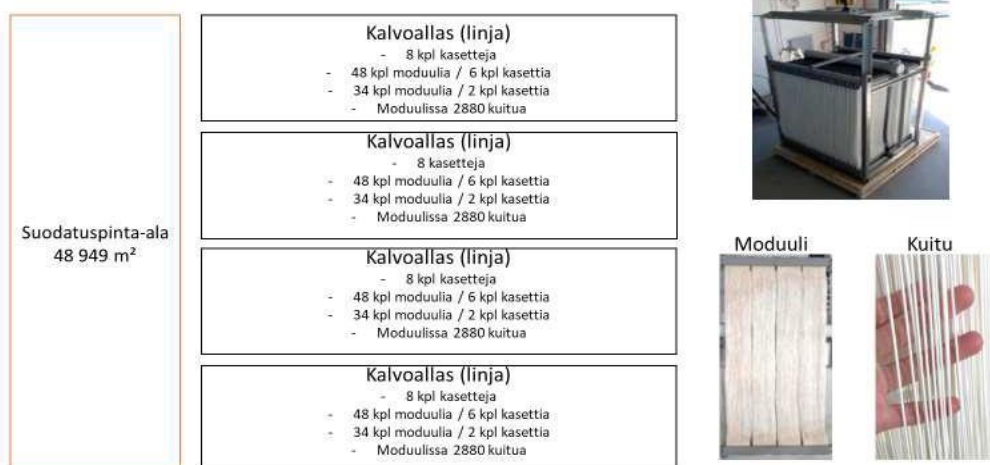 Suodatuspinta-ala
48 949 m²
Kalvoallas (linja)
- 8 kpl kasetteja
- 48 kpl moduulia / 6 kpl kasettia
- 34 kpl moduulia / 2 kpl kasettia
- Moduulissa 2880 kuitua
Kalvoallas (linja)
- 8 kasetteja
- 48 kpl moduulia / 6 kpl kasettia
- 34 kpl moduulia / 2 kpl kasettia
- Moduulissa 2880 kuitua
Kalvoallas (linja)
- 8 kpl kasetteja
- 48 kpl moduulia / 6 kpl kasettia
- 34 kpl moduulia / 2 kpl kasettia
- Moduulissa 2880 kuitua
Kalvoallas (linja)
- 8 kpl kasetteja
- 48 kpl moduulia / 6 kpl kasettia
- 34 kpl moduulia / 2 kpl kasettia
- Moduulissa 2880 kuitua
Moduuli
Kuitu